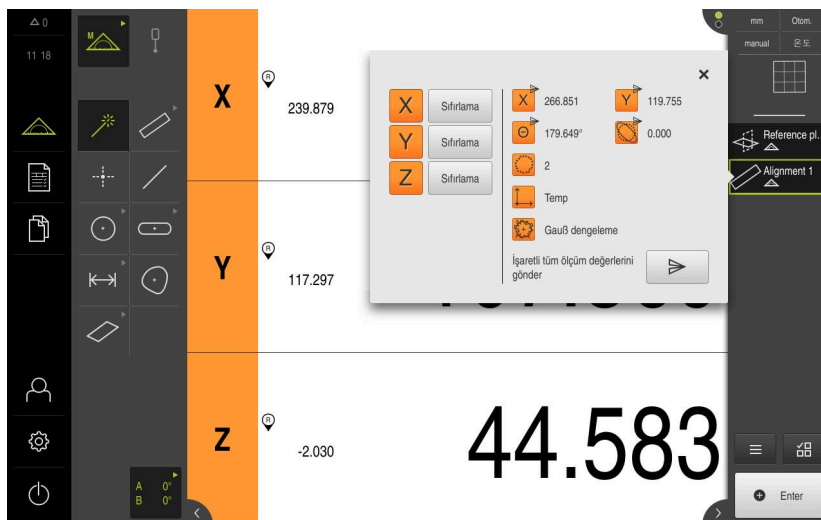 0
11 18
M
A 0°
B 0°
X
R
239.879
Y
R
117.297
Z
R
-2.030
44.583
X Sıfırlama
Y Sıfırlama
Z Sıfırlama
X 266.851 Y 119.755
Θ 179.649° 0.000
2
Temp
Gauß dengeleme
İşaretli tüm ölçüm değerlerini
gönder
mm Otom.
manual 온도
Reference pl.
Alignment 1
Enter